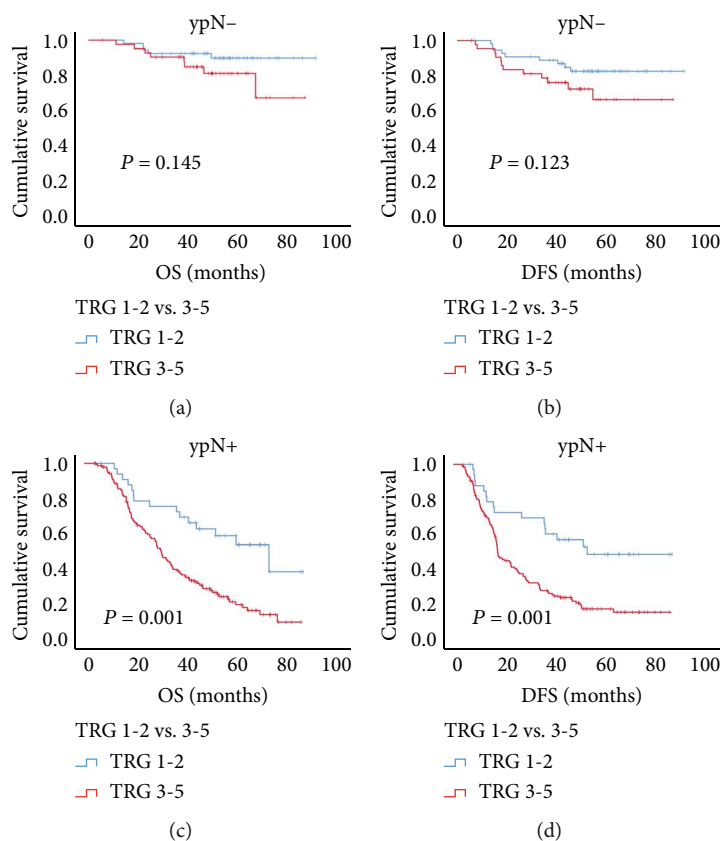 ypN–
Cumulative survival
1.0
0.8
0.6
0.4
0.2
0.0
P = 0.145
0 20 40 60 80 100
OS (months)
TRG 1-2 vs. 3-5
TRG 1-2
TRG 3-5
(a)
ypN–
Cumulative survival
1.0
0.8
0.6
0.4
0.2
0.0
P = 0.123
0 20 40 60 80 100
DFS (months)
TRG 1-2 vs. 3-5
TRG 1-2
TRG 3-5
(b)
ypN+
Cumulative survival
1.0
0.8
0.6
0.4
0.2
0.0
P = 0.001
0 20 40 60 80 100
OS (months)
TRG 1-2 vs. 3-5
TRG 1-2
TRG 3-5
(c)
ypN+
Cumulative survival
1.0
0.8
0.6
0.4
0.2
0.0
P = 0.001
0 20 40 60 80 100
DFS (months)
TRG 1-2 vs. 3-5
TRG 1-2
TRG 3-5
(d)